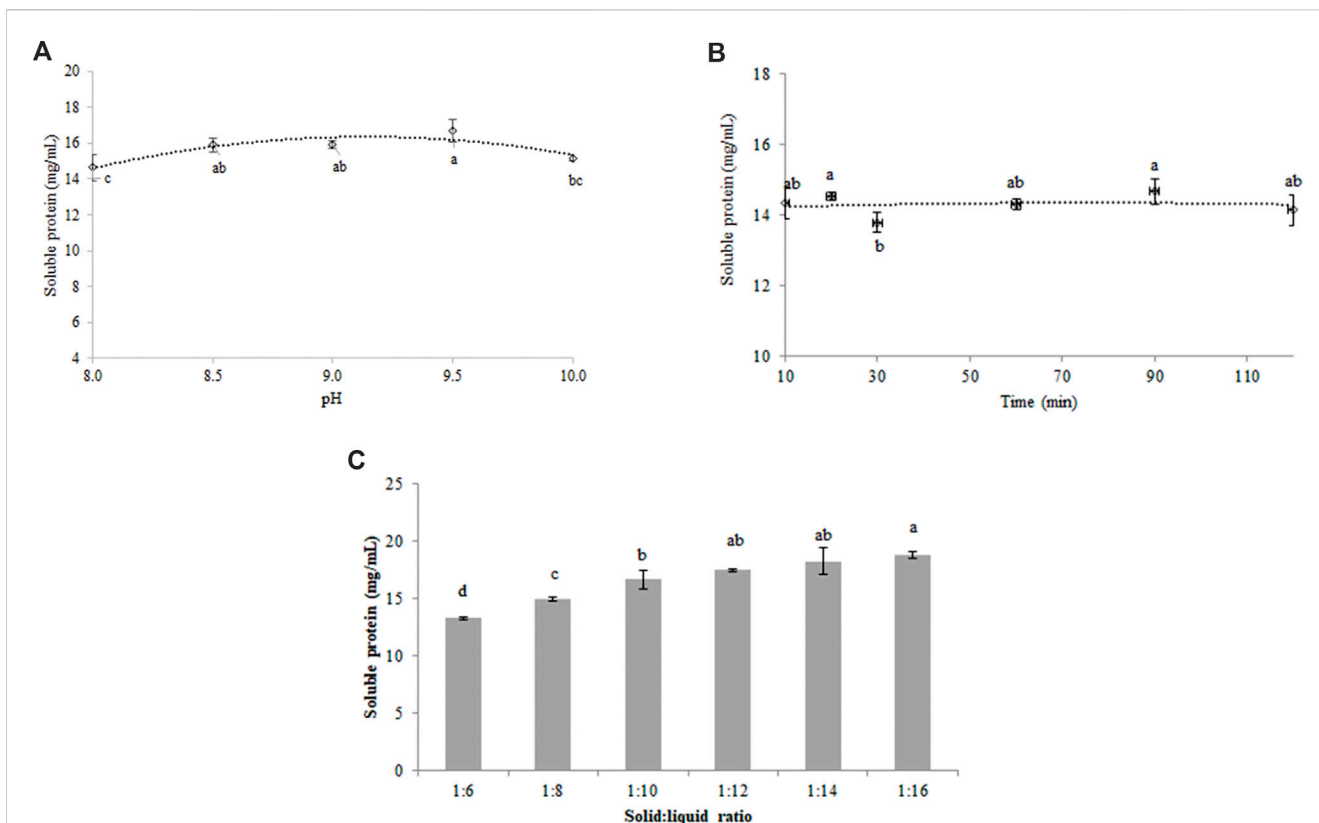 A
20
18
16
14
12
10
8
6
4
Soluble protein (mg/mL)
c
ab
ab
a
bc
8.0 8.5 9.0 9.5 10.0
pH
B
18
16
14
12
10
Soluble protein (mg/mL)
ab
a
b
ab
a
ab
10 30 50 70 90 110
Time (min)
C
25
20
15
10
5
0
Soluble protein (mg/mL)
d
c
b
ab
ab
a
1:6 1:8 1:10 1:12 1:14 1:16
Solid:liquid ratio